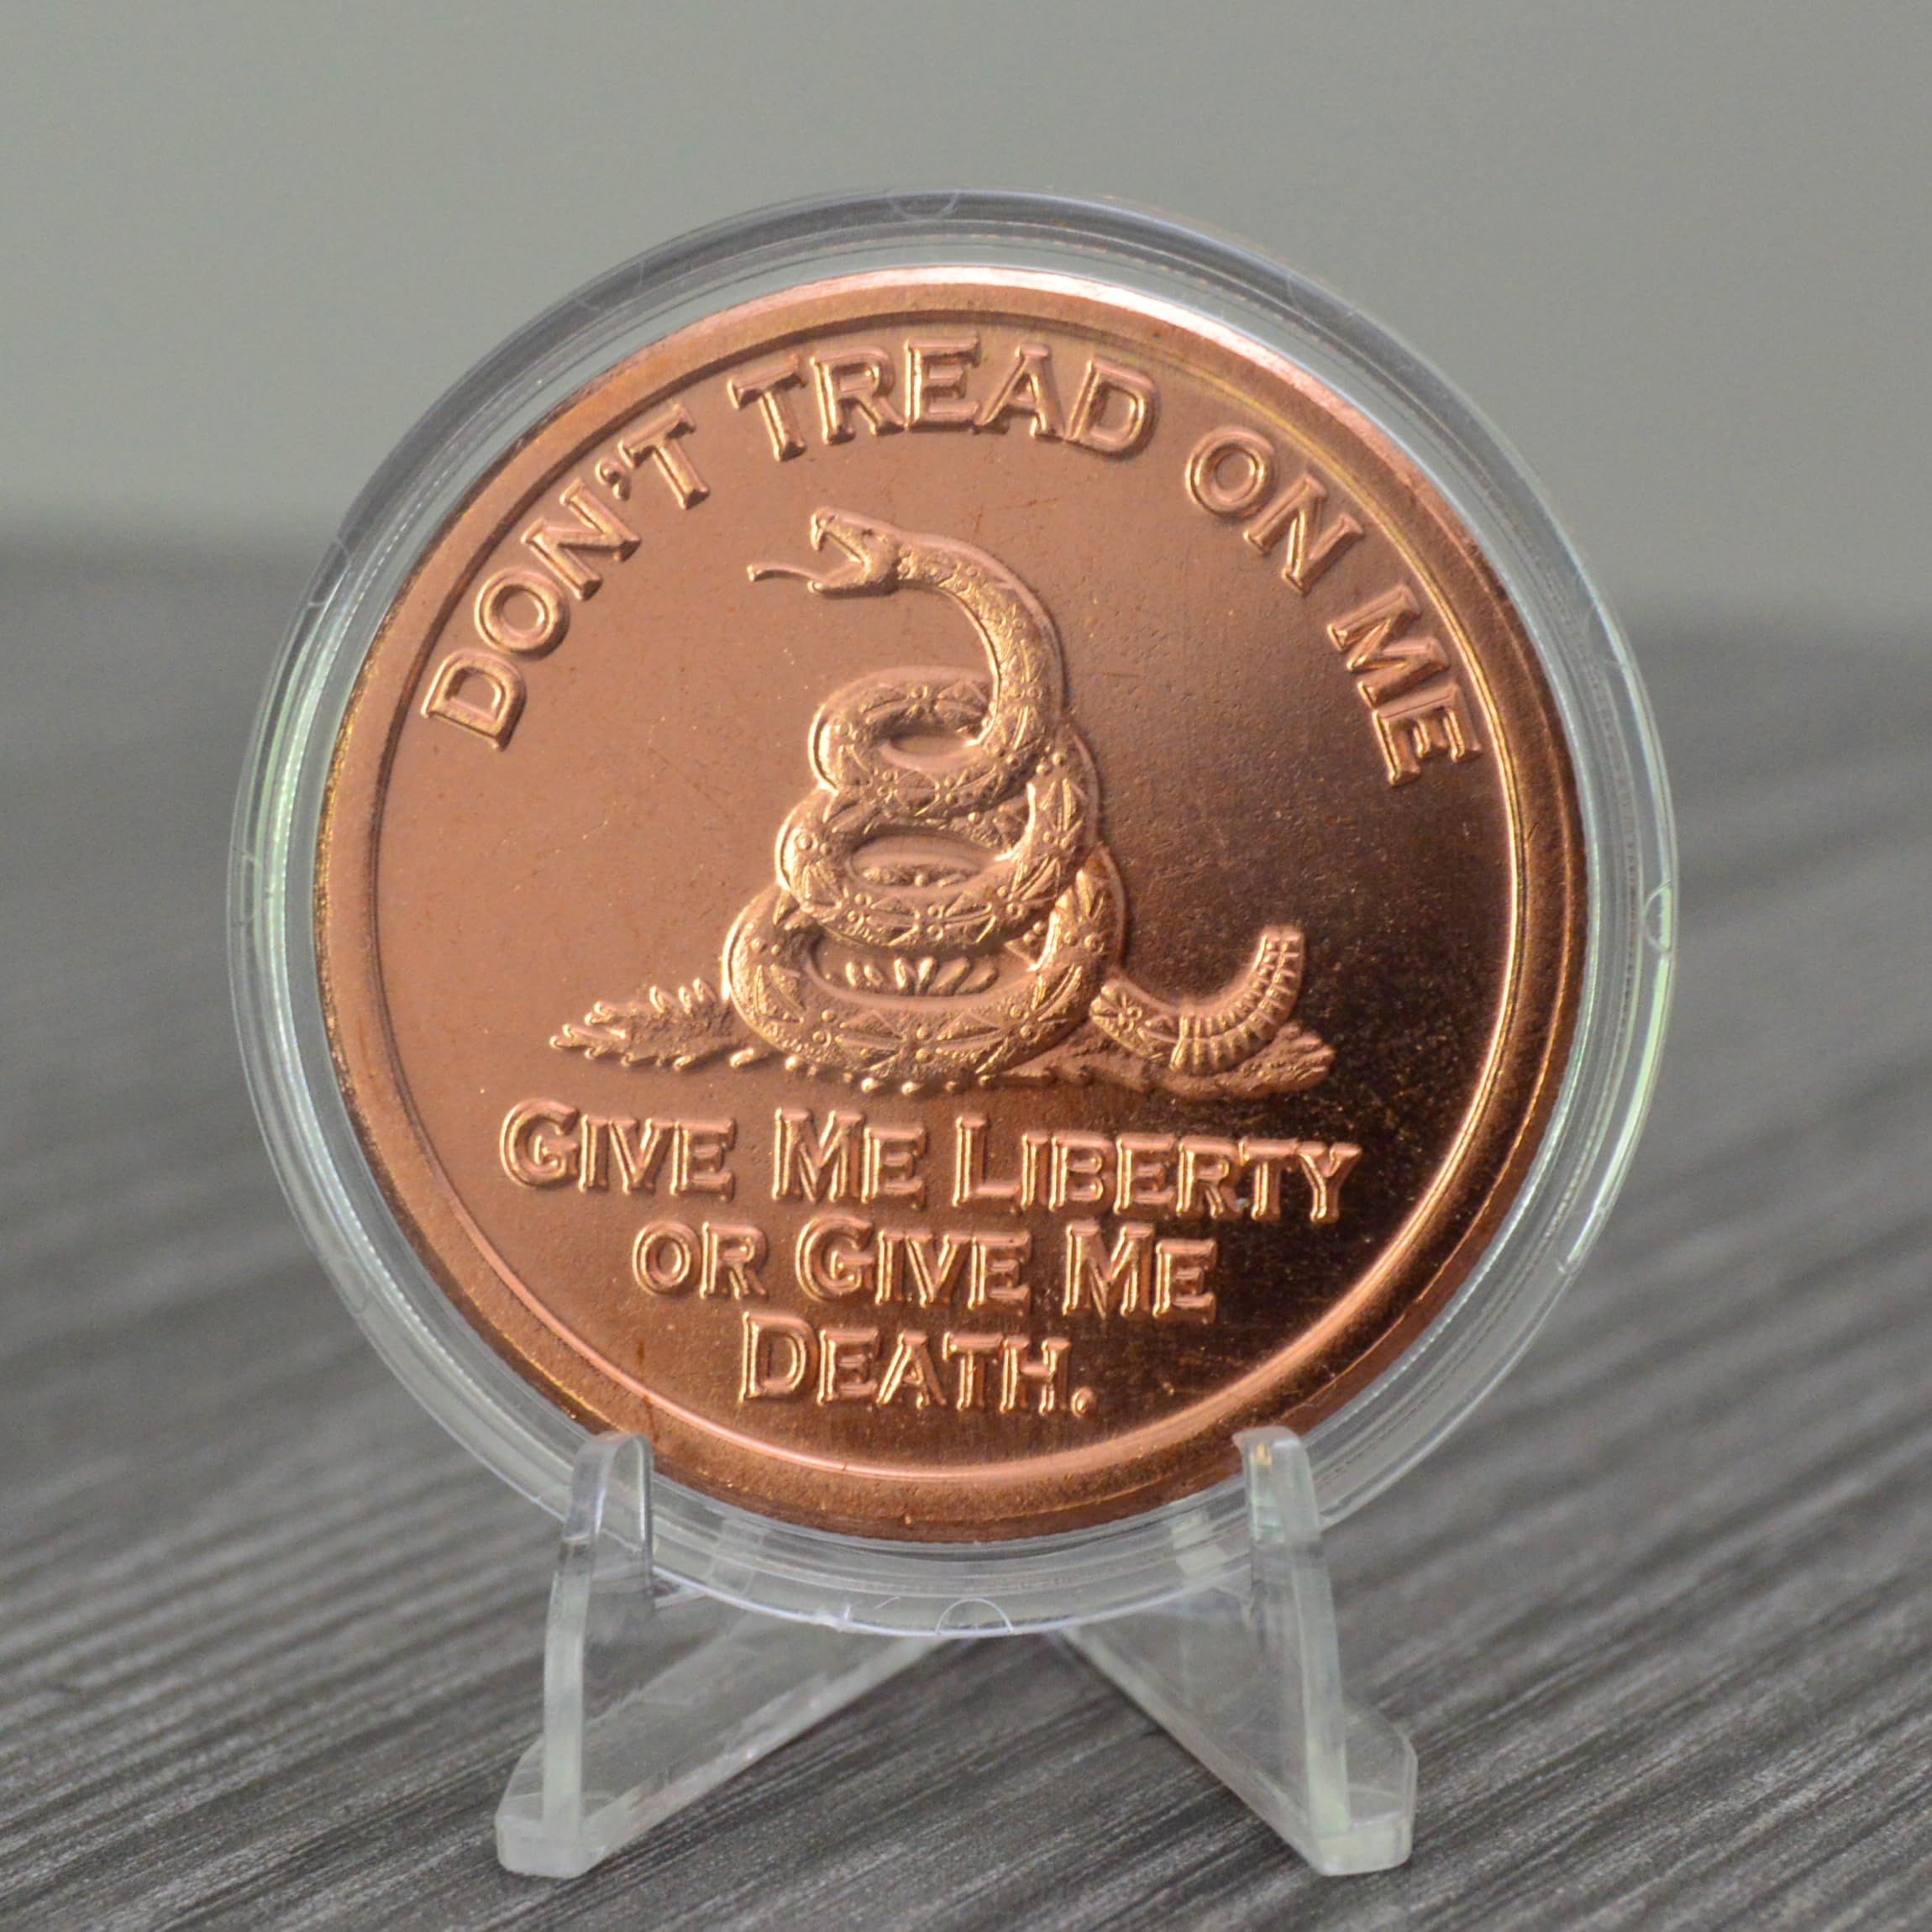 DON'T TREAD ON ME
GIVE ME LIBERTY
OR GIVE ME
DEATH.